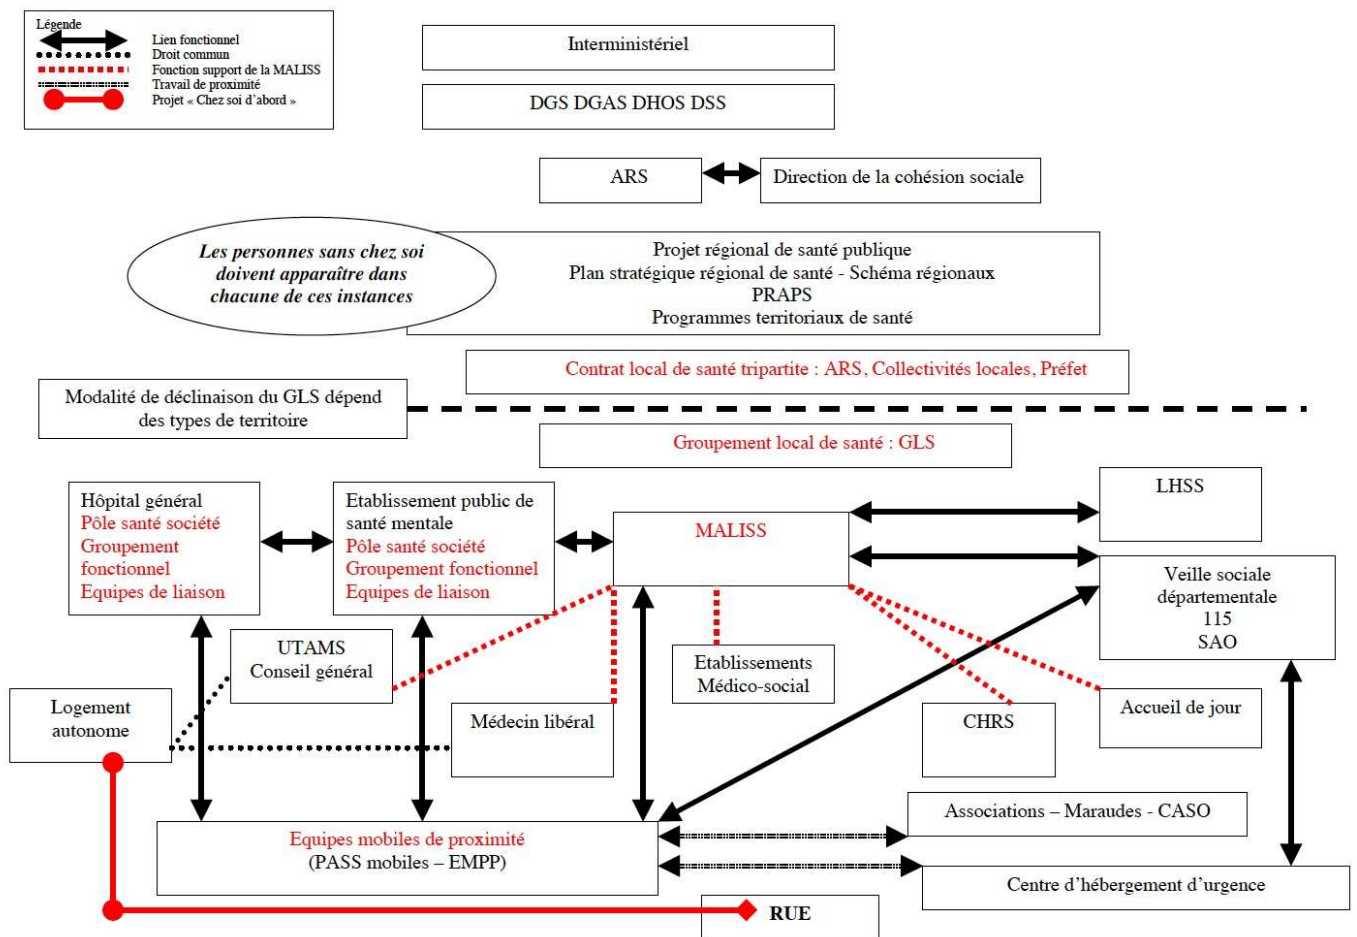 Légende
Lien fonctionnel
Droit commun
Fonction support de la MALISS
Travail de proximité
Projet « Chez soi d’abord »
Interministériel
DGS DGAS DHOS DSS
ARS
Direction de la cohésion sociale
Les personnes sans chez soi
doivent apparaître dans
chacune de ces instances
Projet régional de santé publique
Plan stratégique régional de santé - Schéma régionaux
PRAPS
Programmes territoriaux de santé
Contrat local de santé tripartite : ARS, Collectivités locales, Préfet
Modalité de déclinaison du GLS dépend
des types de territoire
Groupement local de santé : GLS
Hôpital général
Pôle santé société
Groupement
fonctionnel
Equipes de liaison
Etablissement public de
santé mentale
Pôle santé société
Groupement fonctionnel
Equipes de liaison
MALISS
LHSS
Veille sociale
départementale
115
SAO
UTAMS
Conseil général
Etablissements
Médico-social
Logement
autonome
Médecin libéral
CHRS
Accueil de jour
Associations – Maraudes - CASO
Equipes mobiles de proximité
(PASS mobiles – EMPP)
Centre d’hébergement d’urgence
RUE